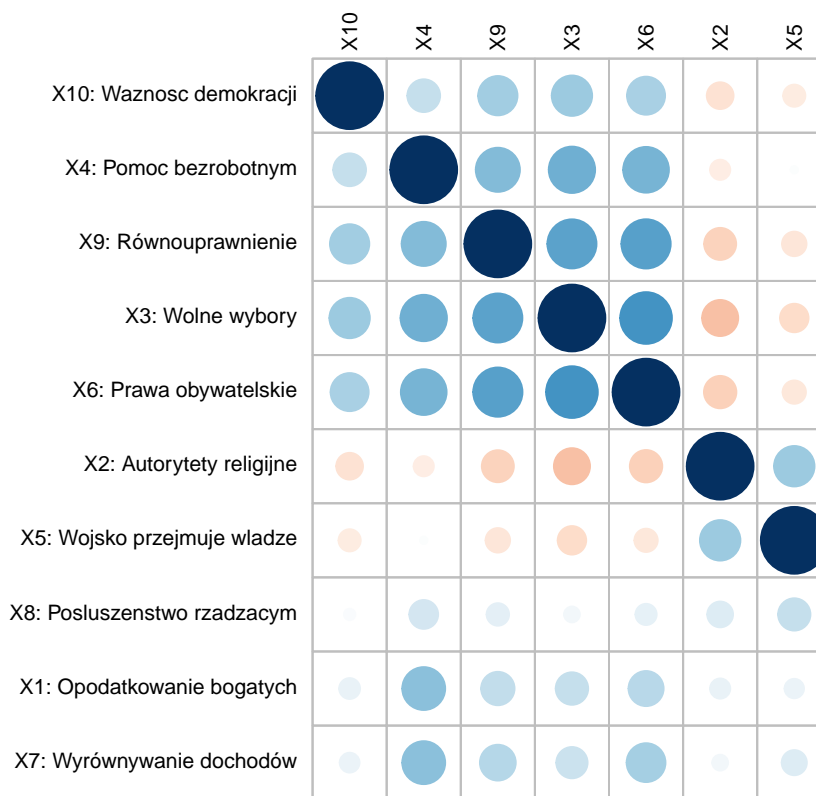 X10 X4 X9 X3 X6 X2 X5
X10: Waznosc demokracji
X4: Pomoc bezrobotnym
X9: Równouprawnienie
X3: Wolne wybory
X6: Prawa obywatelskie
X2: Autorytety religijne
X5: Wojsko przejmuje wladze
X8: Posluszenstwo rzadzacym
X1: Opodatkowanie bogatych
X7: Wyrównywanie dochodów